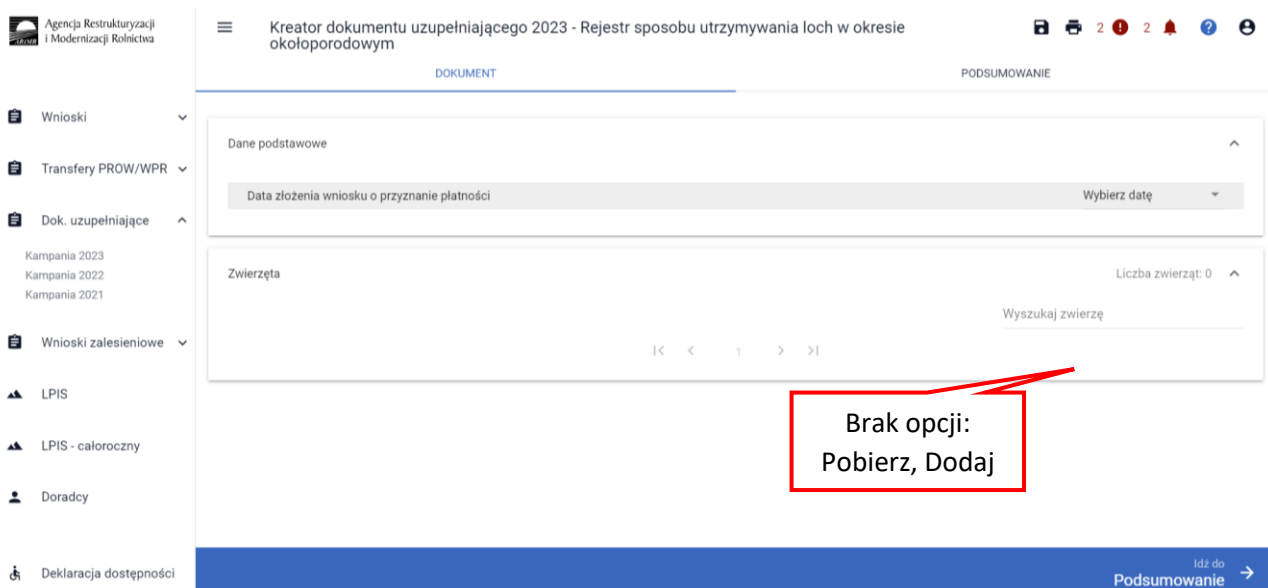 Agencja Restrukturyzacji
i Modernizacji Rolnictwa
ARiMR
Kreator dokumentu uzupełniającego 2023 - Rejestr sposobu utrzymywania loch w okresie
okołoporodowym
2
2
DOKUMENT
PODSUMOWANIE
Wnioski
Transfery PROW/WPR
Dok. uzupełniające
Kampania 2023
Kampania 2022
Kampania 2021
Wnioski zalesieniowe
LPIS
LPIS - całoroczny
Doradcy
Deklaracja dostępności
Dane podstawowe
Data złożenia wniosku o przyznanie płatności
Wybierz datę
Zwierzęta
Liczba zwierząt: 0
Wyszukaj zwierzę
1
Brak opcji:
Pobierz, Dodaj
Idź do
Podsumowanie